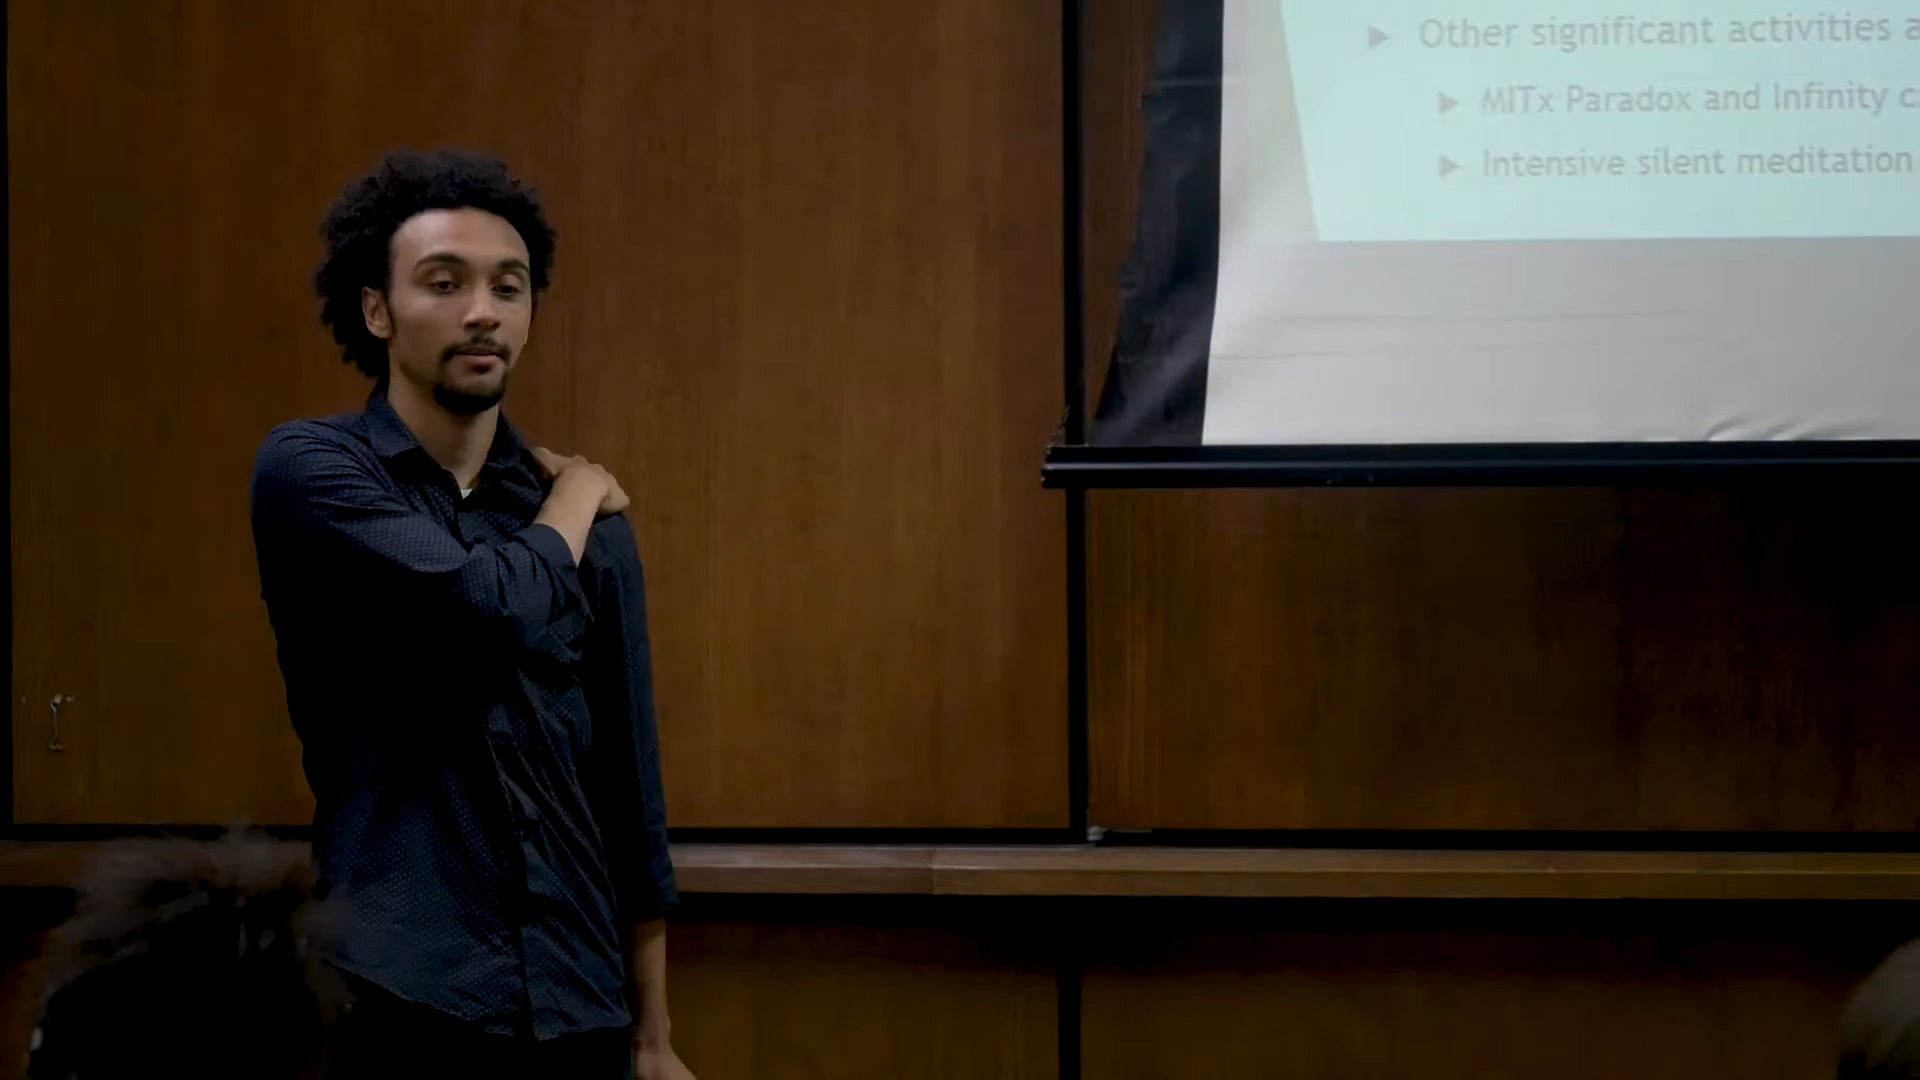 Other significant activities
MITx Paradox and Infinity
Intensive silent meditation